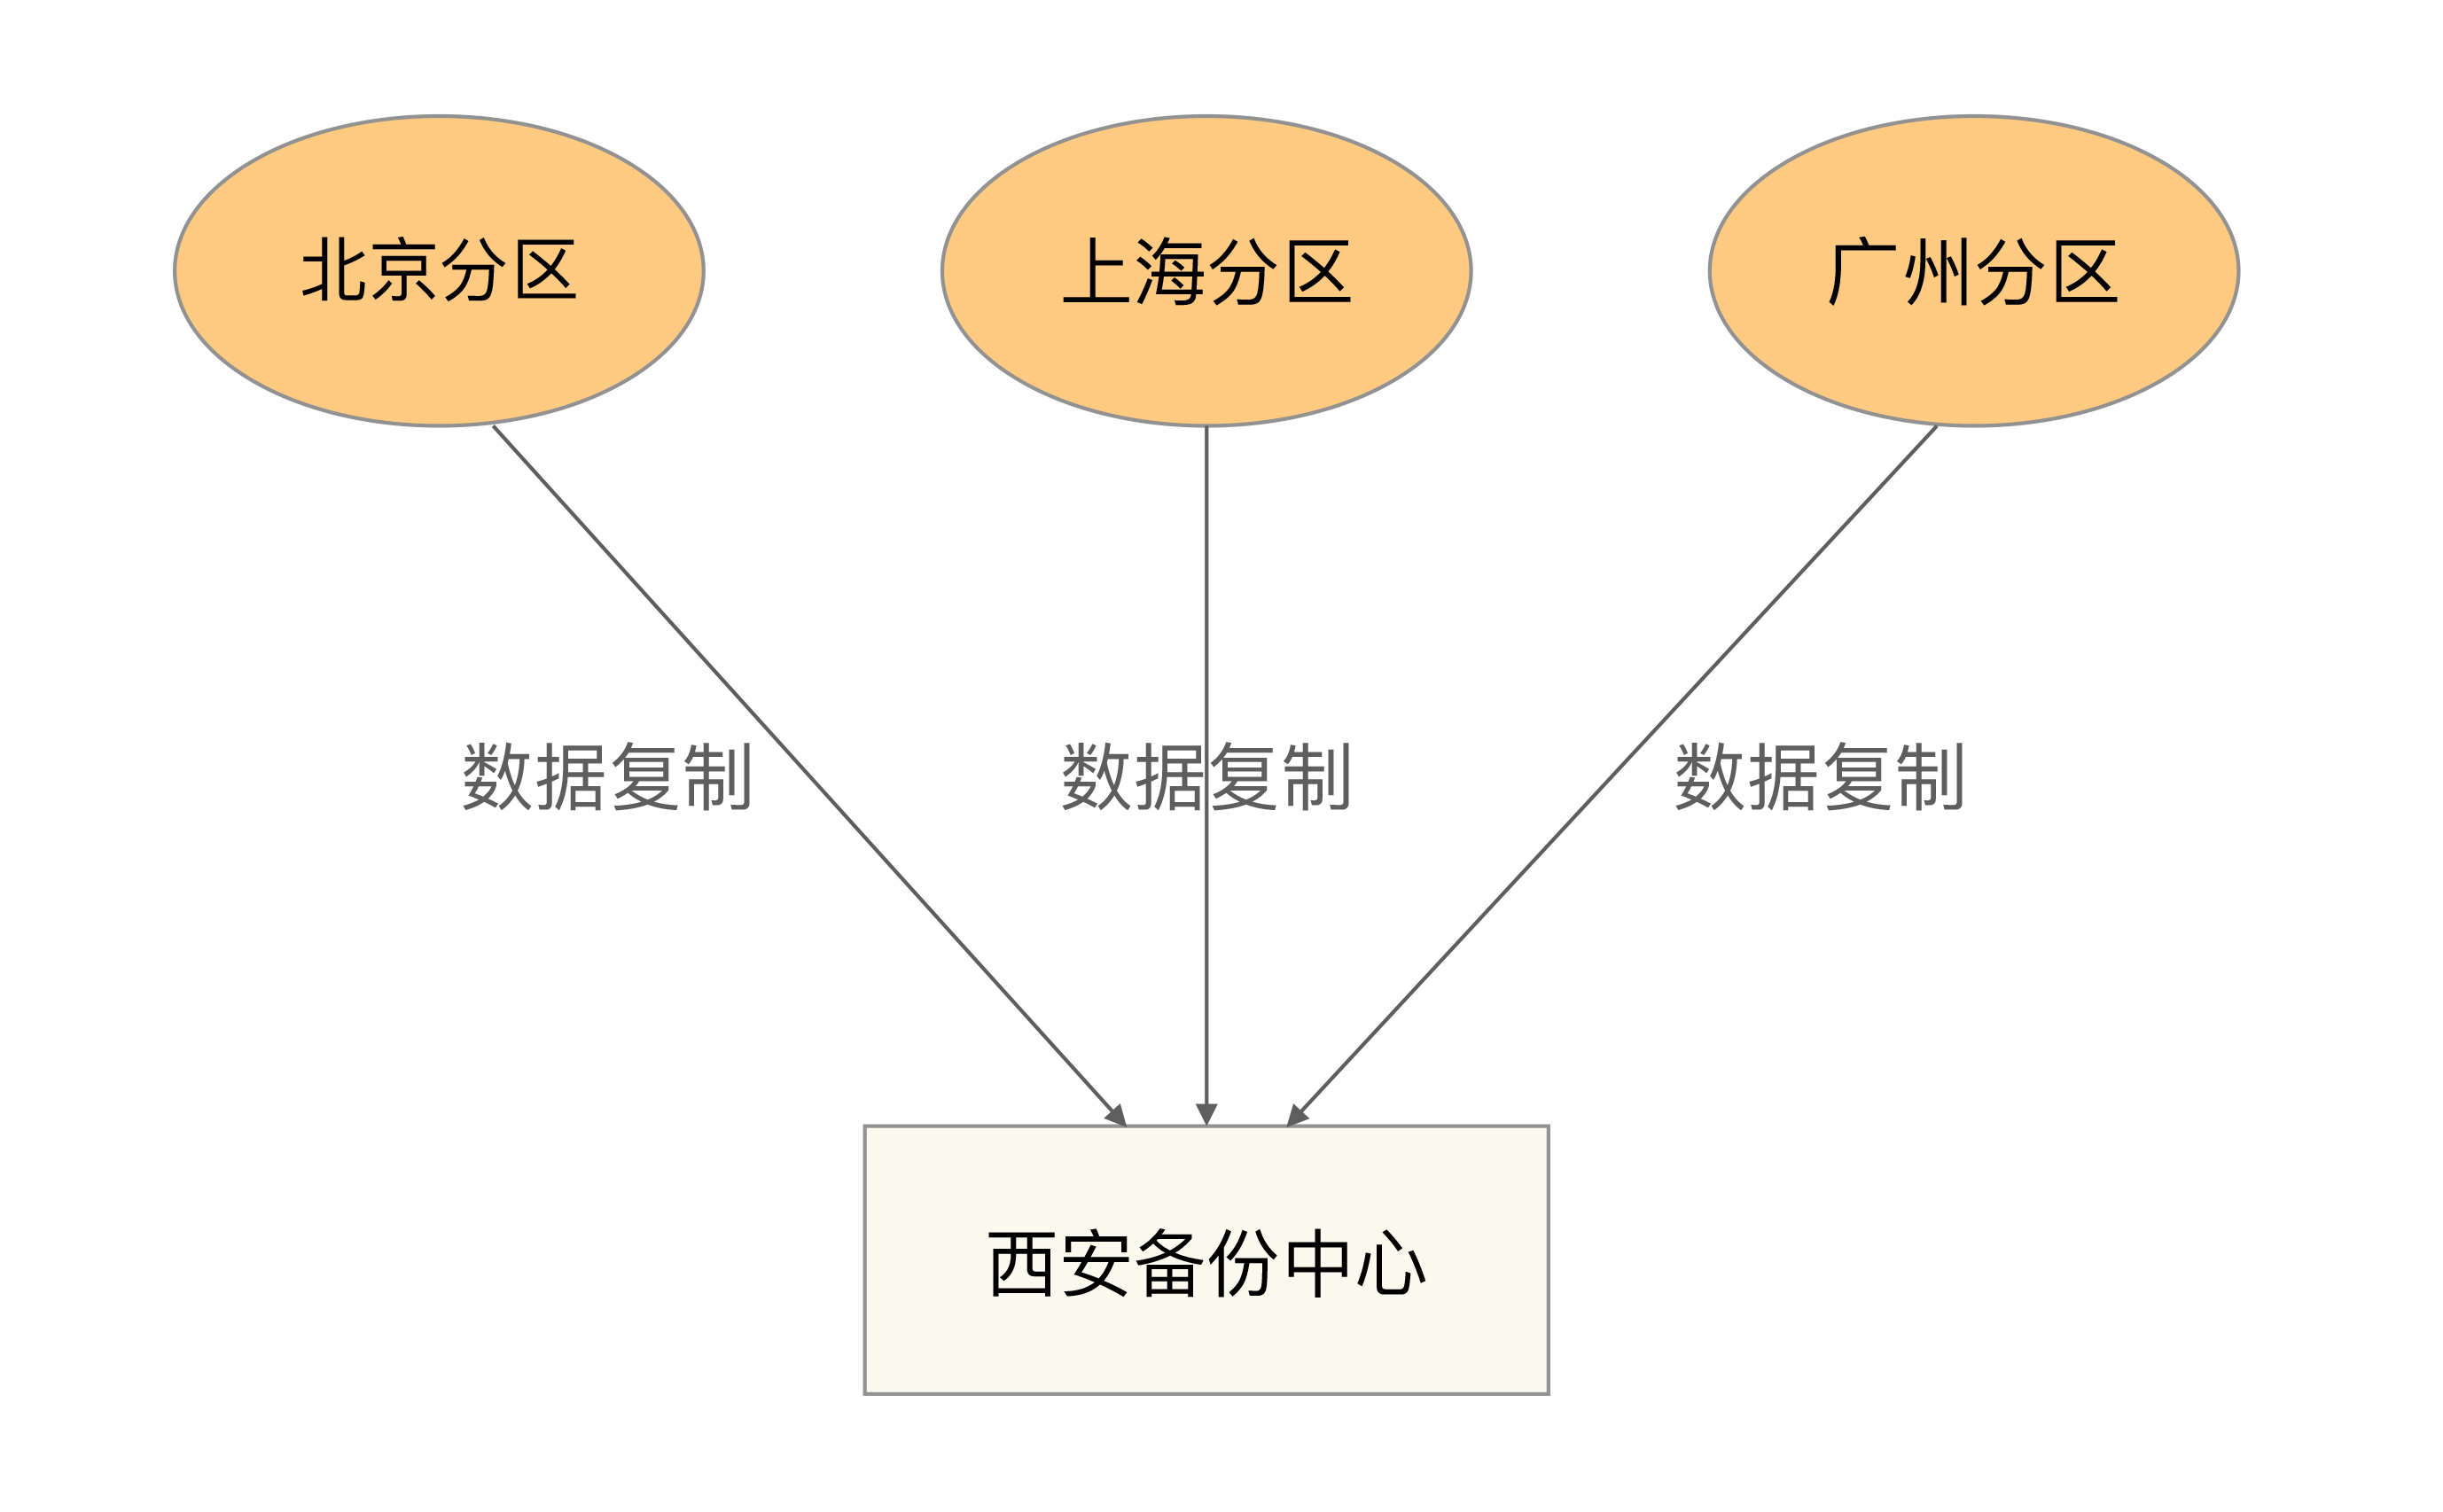 北京分区
上海分区
广州分区
数据复制
数据复制
数据复制
西安备份中心